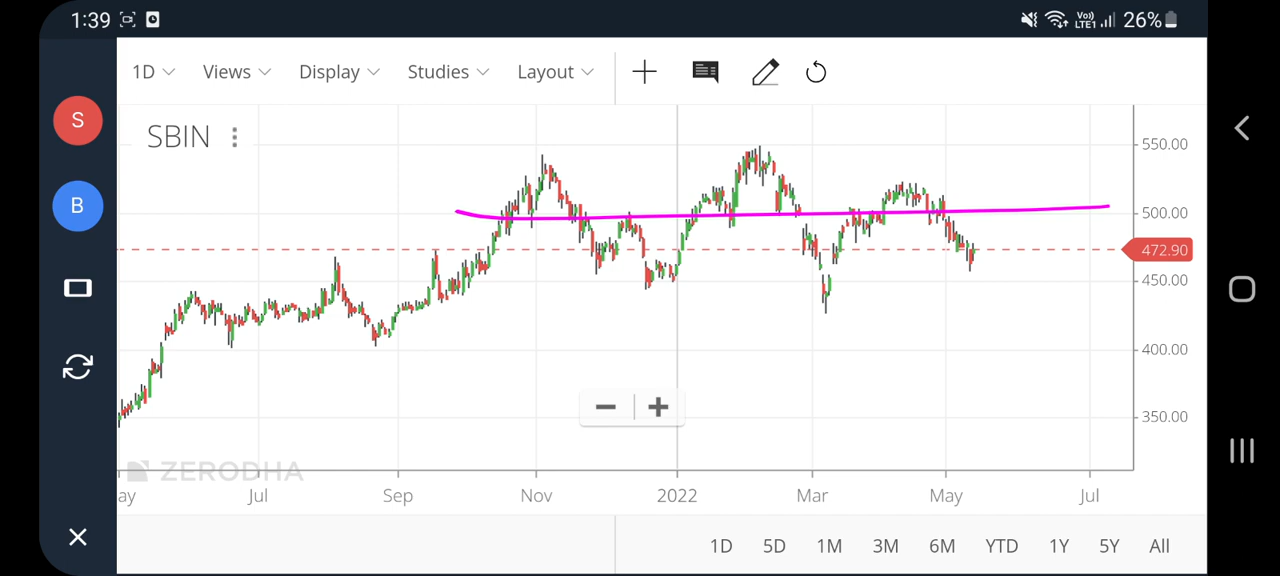 1:39 Vo) LTE1 26%
1D Views Display Studies Layout
S
SBIN
B
550.00
500.00
472.90
450.00
400.00
350.00
ZERODHA
ay Jul Sep Nov 2022 Mar May Jul
1D 5D 1M 3M 6M YTD 1Y 5Y All